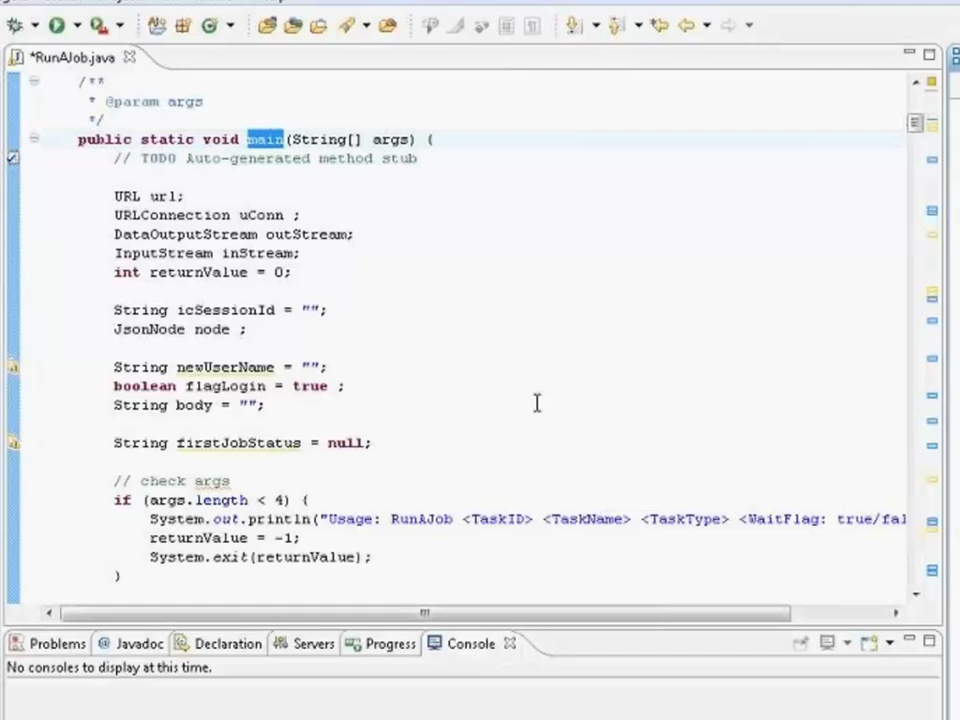 *RunAJob.java
/**
* @param args
*/
public static void main(String[] args) {
// TODO Auto-generated method stub
URL url;
URLConnection uConn ;
DataOutputStream outStream;
InputStream inStream;
int returnValue = 0;
String icSessionId = "";
JsonNode node ;
String newUserName = "";
boolean flagLogin = true ;
String body = "";
String firstJobStatus = null;
// check args
if (args.length < 4) {
System.out.println("Usage: RunAJob <TaskID> <TaskName> <TaskType> <WaitFlag: true/fal
returnValue = -1;
System.exit(returnValue);
}
Problems @ Javadoc Declaration Servers Progress Console
No consoles to display at this time.